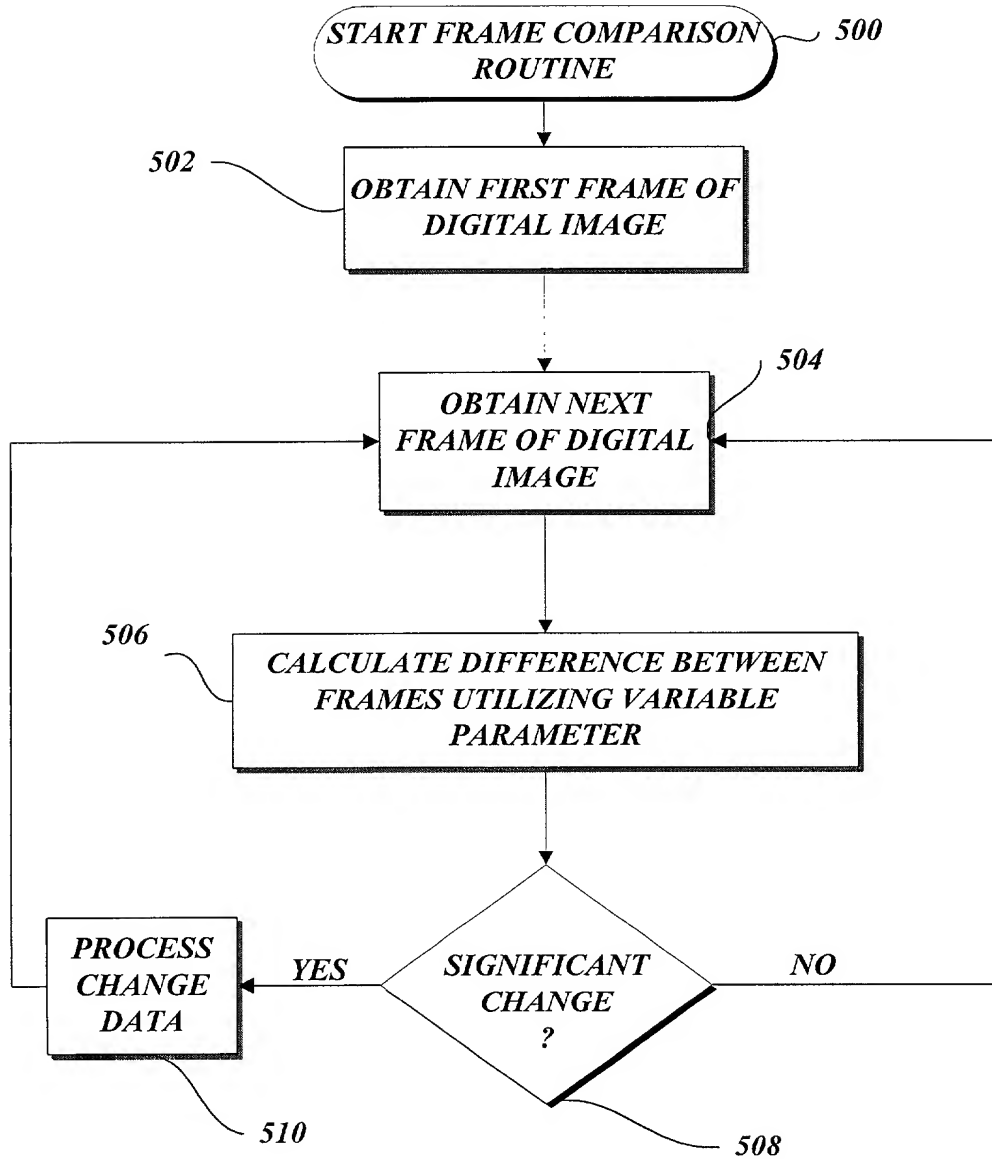 START FRAME COMPARISON
ROUTINE
500
502
OBTAIN FIRST FRAME OF
DIGITAL IMAGE
504
OBTAIN NEXT
FRAME OF DIGITAL
IMAGE
506
CALCULATE DIFFERENCE BETWEEN
FRAMES UTILIZING VARIABLE
PARAMETER
PROCESS
CHANGE
DATA
YES
SIGNIFICANT
CHANGE
?
NO
510
508